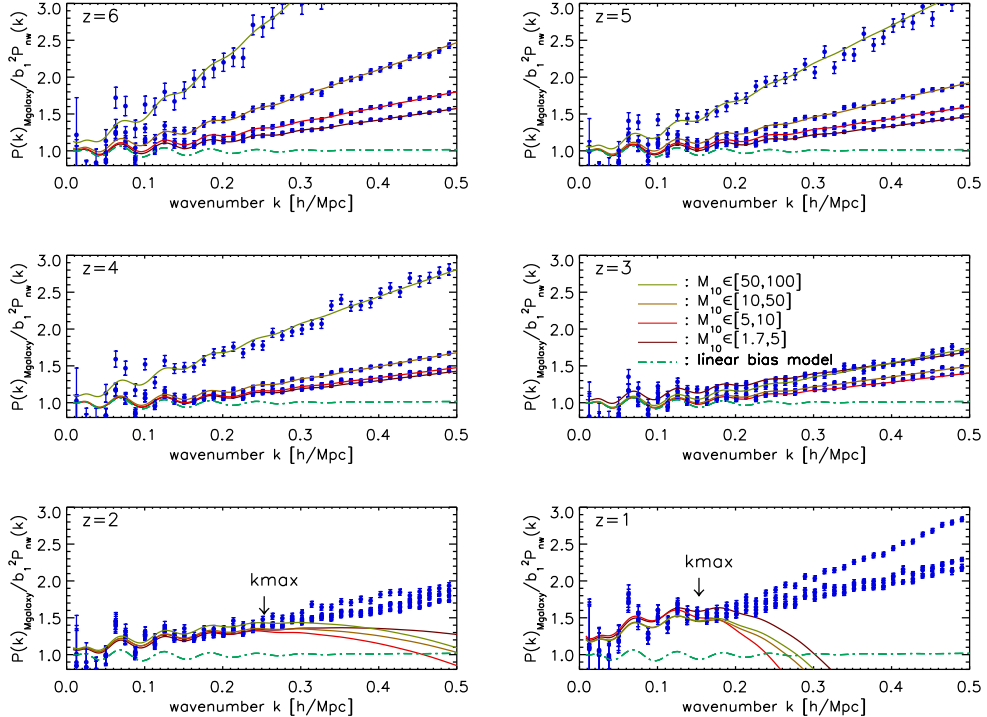 z=6
3.0
2.5
2.0
1.5
1.0
P(k)Mgalaxy/b₁²Pnw(k)
0.0 0.1 0.2 0.3 0.4 0.5
wavenumber k [h/Mpc]
z=5
3.0
2.5
2.0
1.5
1.0
P(k)Mgalaxy/b₁²Pnw(k)
0.0 0.1 0.2 0.3 0.4 0.5
wavenumber k [h/Mpc]
z=4
3.0
2.5
2.0
1.5
1.0
P(k)Mgalaxy/b₁²Pnw(k)
0.0 0.1 0.2 0.3 0.4 0.5
wavenumber k [h/Mpc]
z=3
3.0
2.5
2.0
1.5
1.0
P(k)Mgalaxy/b₁²Pnw(k)
: M₁₀∈[50,100]
: M₁₀∈[10,50]
: M₁₀∈[5,10]
: M₁₀∈[1.7,5]
: linear bias model
0.0 0.1 0.2 0.3 0.4 0.5
wavenumber k [h/Mpc]
z=2
3.0
2.5
2.0
1.5
1.0
P(k)Mgalaxy/b₁²Pnw(k)
kmax
0.0 0.1 0.2 0.3 0.4 0.5
wavenumber k [h/Mpc]
z=1
3.0
2.5
2.0
1.5
1.0
P(k)Mgalaxy/b₁²Pnw(k)
kmax
0.0 0.1 0.2 0.3 0.4 0.5
wavenumber k [h/Mpc]